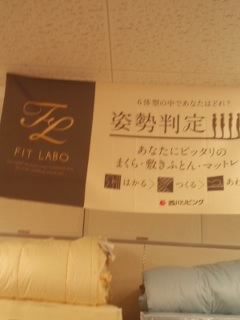 FL
FIT LABO
6体型の中であなたはどれ?
姿勢判定
あなたにピッタリの
まくら・敷きふとん・マットレ
はかる > つくる > あわ
西川リビング